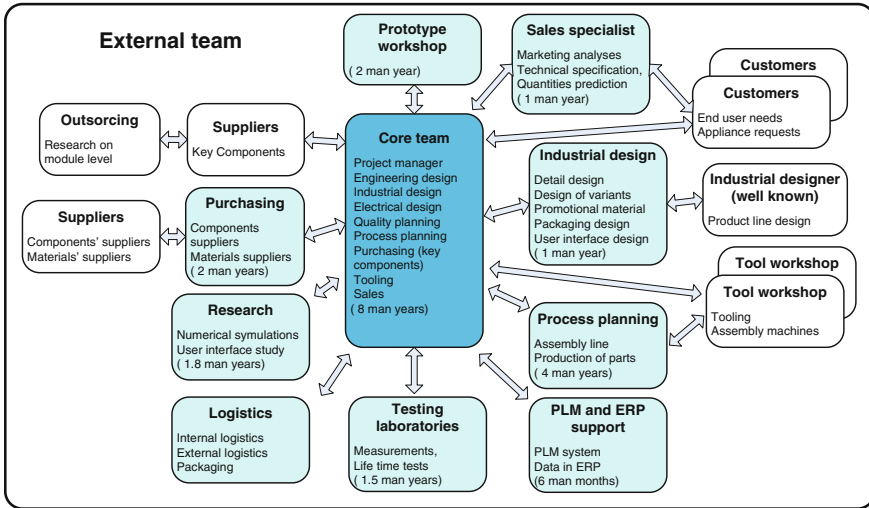 External team
Prototype
workshop
( 2 man year)
Sales specialist
Marketing analyses
Technical specification,
Quantities prediction
( 1 man year)
Customers
Customers
End user needs
Appliance requests
Outsorcing
Research on
module level
Suppliers
Key Components
Core team
Project manager
Engineering design
Industrial design
Electrical design
Quality planning
Process planning
Purchasing (key
components)
Tooling
Sales
( 8 man years)
Industrial design
Detail design
Design of variants
Promotional material
Packaging design
User interface design
( 1 man year)
Industrial designer
(well known)
Product line design
Suppliers
Components' suppliers
Materials' suppliers
Purchasing
Components
suppliers
Materials suppliers
( 2 man years)
Tool workshop
Tool workshop
Tooling
Assembly machines
Research
Numerical symulations
User interface study
( 1.8 man years)
Process planning
Assembly line
Production of parts
( 4 man years)
Logistics
Internal logistics
External logistics
Packaging
Testing
laboratories
Measurements,
Life time tests
( 1.5 man years)
PLM and ERP
support
PLM system
Data in ERP
(6 man months)